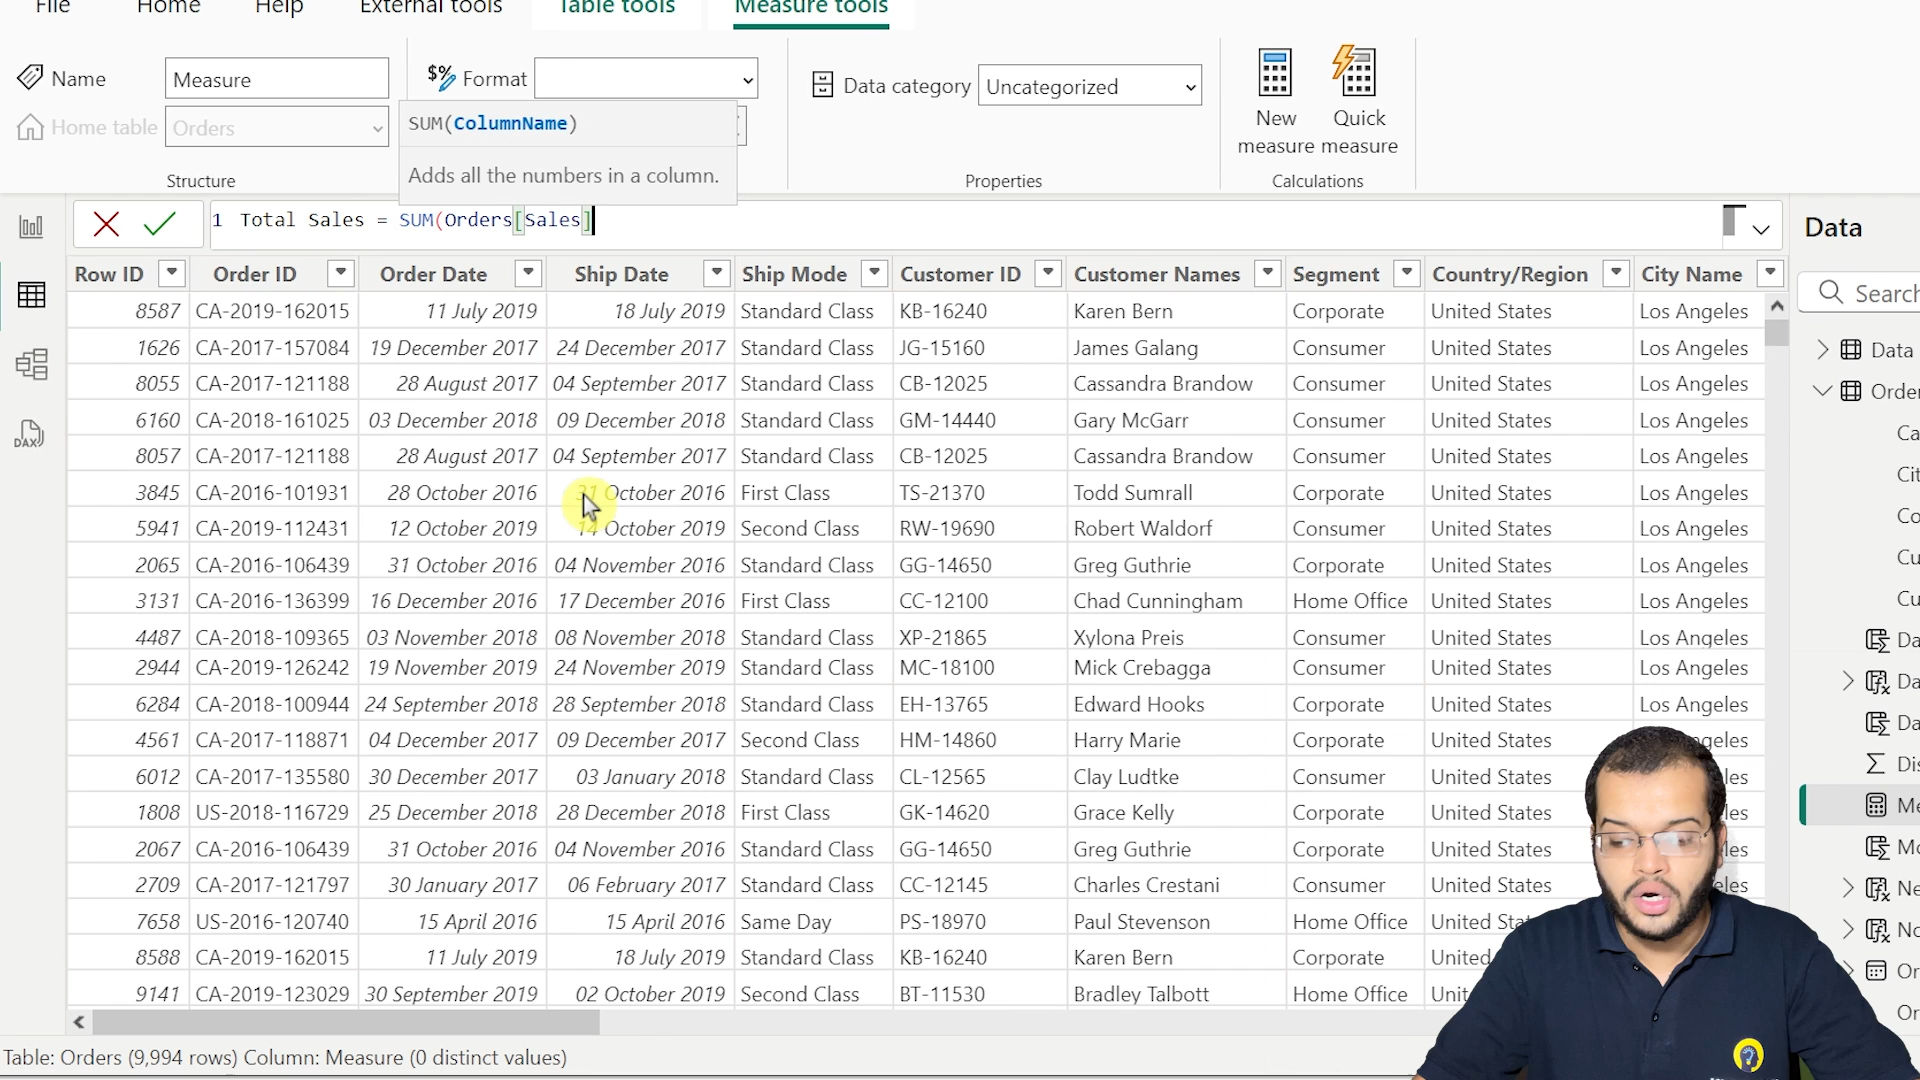 File Home Help External tools Table tools Measure tools
Name Measure $% Format Data category Uncategorized
Home table Orders SUM(ColumnName) New measure Quick measure
Adds all the numbers in a column.
Structure Properties Calculations
1 Total Sales = SUM(Orders[Sales]
Data
Row ID Order ID Order Date Ship Date Ship Mode Customer ID Customer Names Segment Country/Region City Name
Search
8587 CA-2019-162015 11 July 2019 18 July 2019 Standard Class KB-16240 Karen Bern Corporate United States Los Angeles
1626 CA-2017-157084 19 December 2017 24 December 2017 Standard Class JG-15160 James Galang Consumer United States Los Angeles
Data
8055 CA-2017-121188 28 August 2017 04 September 2017 Standard Class CB-12025 Cassandra Brandow Consumer United States Los Angeles
6160 CA-2018-161025 03 December 2018 09 December 2018 Standard Class GM-14440 Gary McGarr Consumer United States Los Angeles
8057 CA-2017-121188 28 August 2017 04 September 2017 Standard Class CB-12025 Cassandra Brandow Consumer United States Los Angeles
3845 CA-2016-101931 28 October 2016 31 October 2016 First Class TS-21370 Todd Sumrall Corporate United States Los Angeles
5941 CA-2019-112431 12 October 2019 14 October 2019 Second Class RW-19690 Robert Waldorf Consumer United States Los Angeles
2065 CA-2016-106439 31 October 2016 04 November 2016 Standard Class GG-14650 Greg Guthrie Corporate United States Los Angeles
3131 CA-2016-136399 16 December 2016 17 December 2016 First Class CC-12100 Chad Cunningham Home Office United States Los Angeles
4487 CA-2018-109365 03 November 2018 08 November 2018 Standard Class XP-21865 Xylona Preis Consumer United States Los Angeles
2944 CA-2019-126242 19 November 2019 24 November 2019 Standard Class MC-18100 Mick Crebagga Consumer United States Los Angeles
6284 CA-2018-100944 24 September 2018 28 September 2018 Standard Class EH-13765 Edward Hooks Corporate United States Los Angeles
4561 CA-2017-118871 04 December 2017 09 December 2017 Second Class HM-14860 Harry Marie Corporate United States
6012 CA-2017-135580 30 December 2017 03 January 2018 Standard Class CL-12565 Clay Ludtke Consumer United States
1808 US-2018-116729 25 December 2018 28 December 2018 First Class GK-14620 Grace Kelly Corporate United States
2067 CA-2016-106439 31 October 2016 04 November 2016 Standard Class GG-14650 Greg Guthrie Corporate United States
2709 CA-2017-121797 30 January 2017 06 February 2017 Standard Class CC-12145 Charles Crestani Consumer United States
7658 US-2016-120740 15 April 2016 15 April 2016 Same Day PS-18970 Paul Stevenson Home Office United
8588 CA-2019-162015 11 July 2019 18 July 2019 Standard Class KB-16240 Karen Bern Corporate United
9141 CA-2019-123029 30 September 2019 02 October 2019 Second Class BT-11530 Bradley Talbott Home Office
Table: Orders (9,994 rows) Column: Measure (0 distinct values)